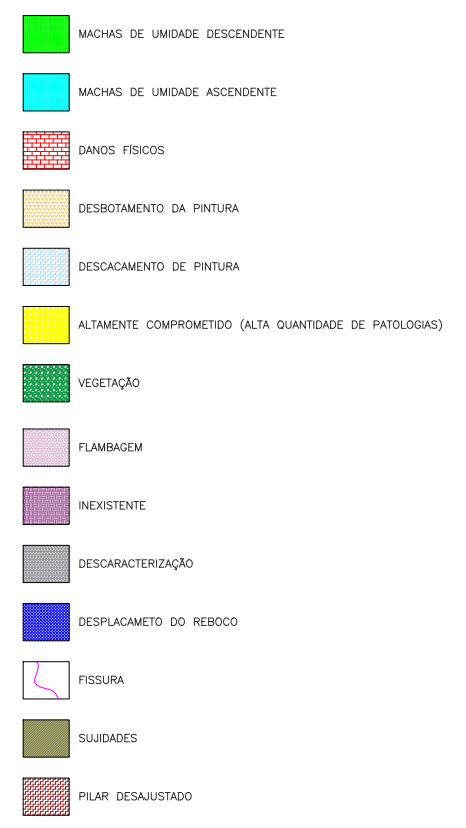 MACHAS DE UMIDADE DESCENDENTE
MACHAS DE UMIDADE ASCENDENTE
DANOS FÍSICOS
DESBOTAMENTO DA PINTURA
DESCACAMENTO DE PINTURA
ALTAMENTE COMPROMETIDO (ALTA QUANTIDADE DE PATOLOGIAS)
VEGETAÇÃO
FLAMBAGEM
INEXISTENTE
DESCARACTERIZAÇÃO
DESPLACAMETO DO REBOCO
FISSURA
SUJIDADES
PILAR DESAJUSTADO